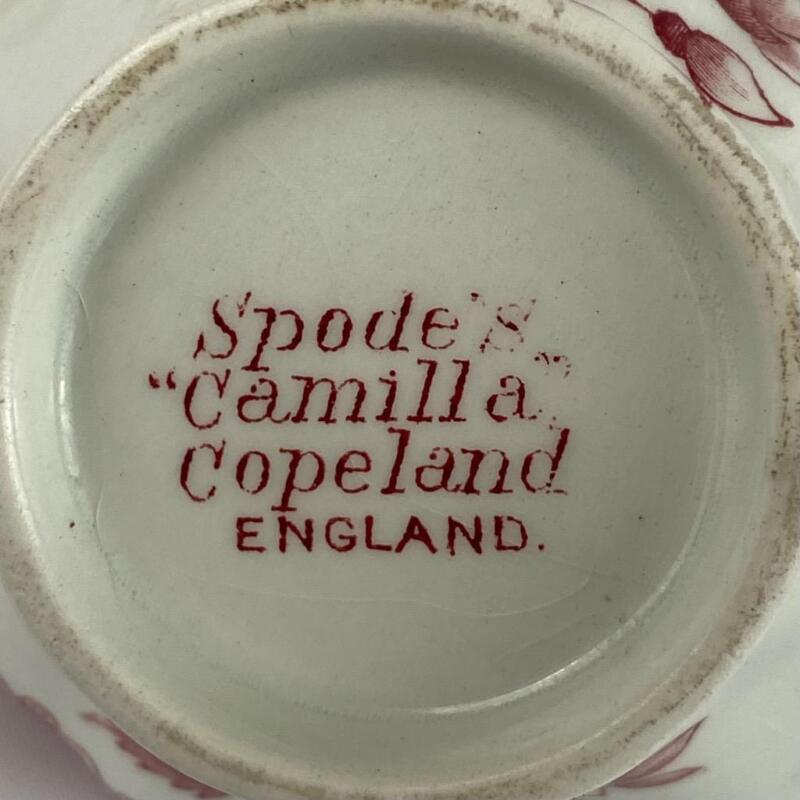 Spode's
"Camilla"
Copeland
ENGLAND.